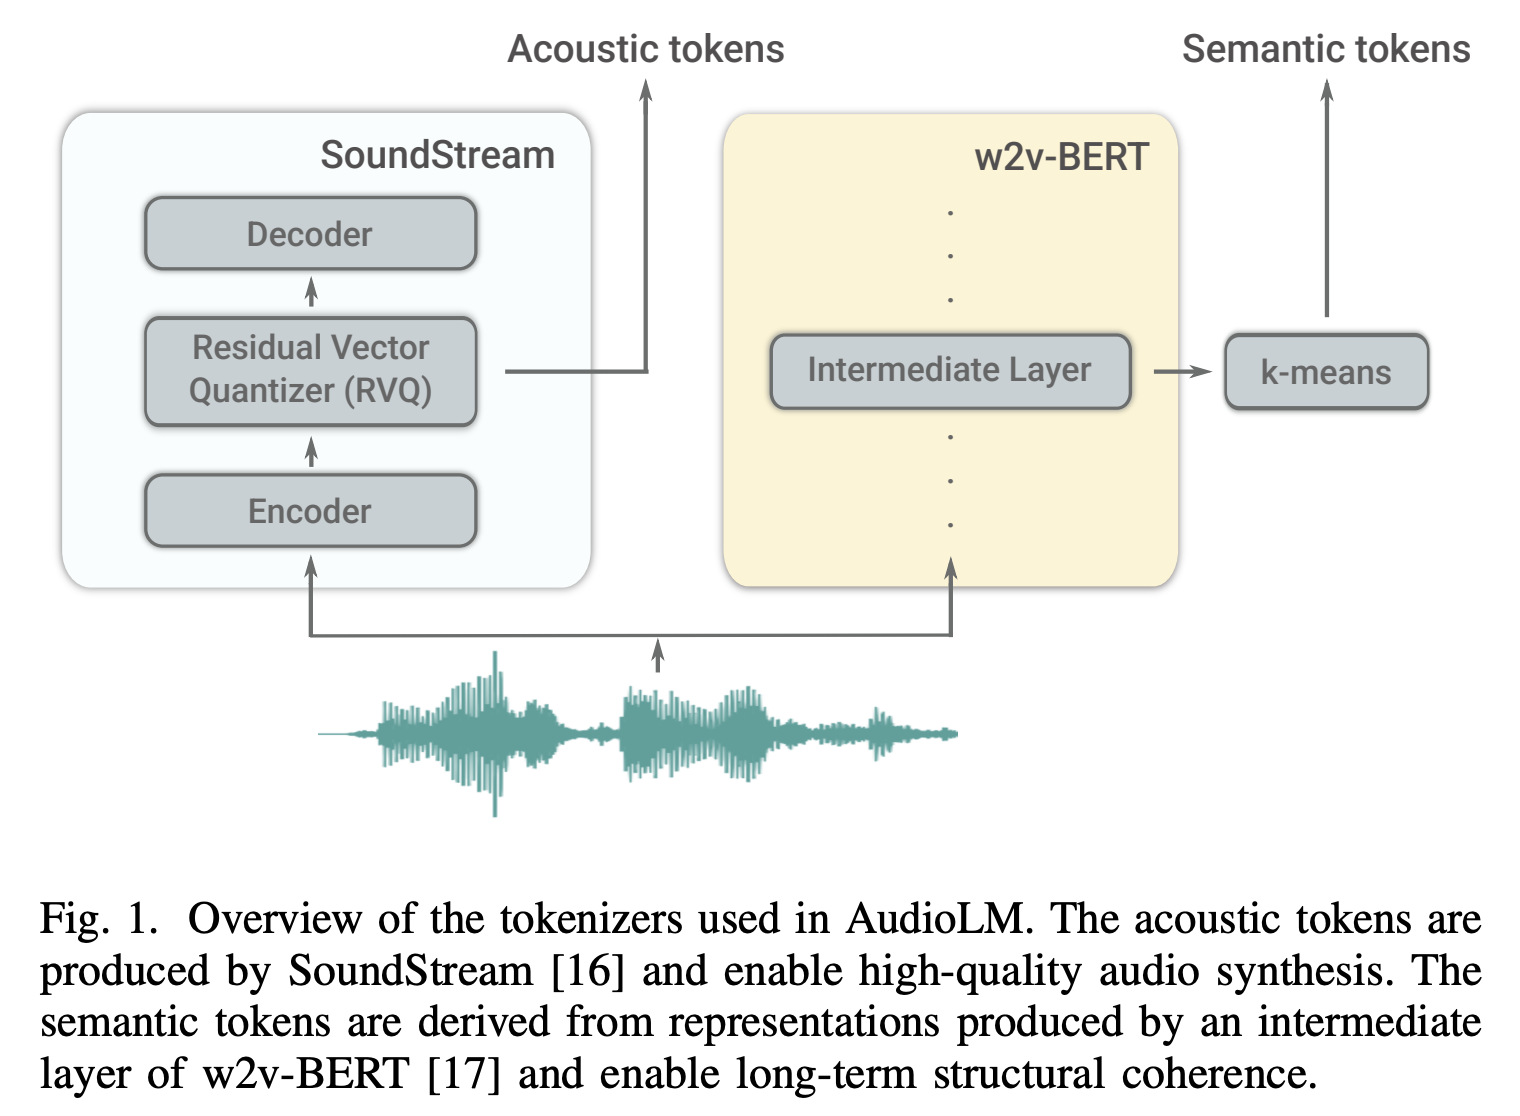 Acoustic tokens
Semantic tokens
SoundStream
Decoder
Residual Vector
Quantizer (RVQ)
Encoder
w2v-BERT
Intermediate Layer
k-means
Fig. 1. Overview of the tokenizers used in AudioLM. The acoustic tokens are
produced by SoundStream [16] and enable high-quality audio synthesis. The
semantic tokens are derived from representations produced by an intermediate
layer of w2v-BERT [17] and enable long-term structural coherence.